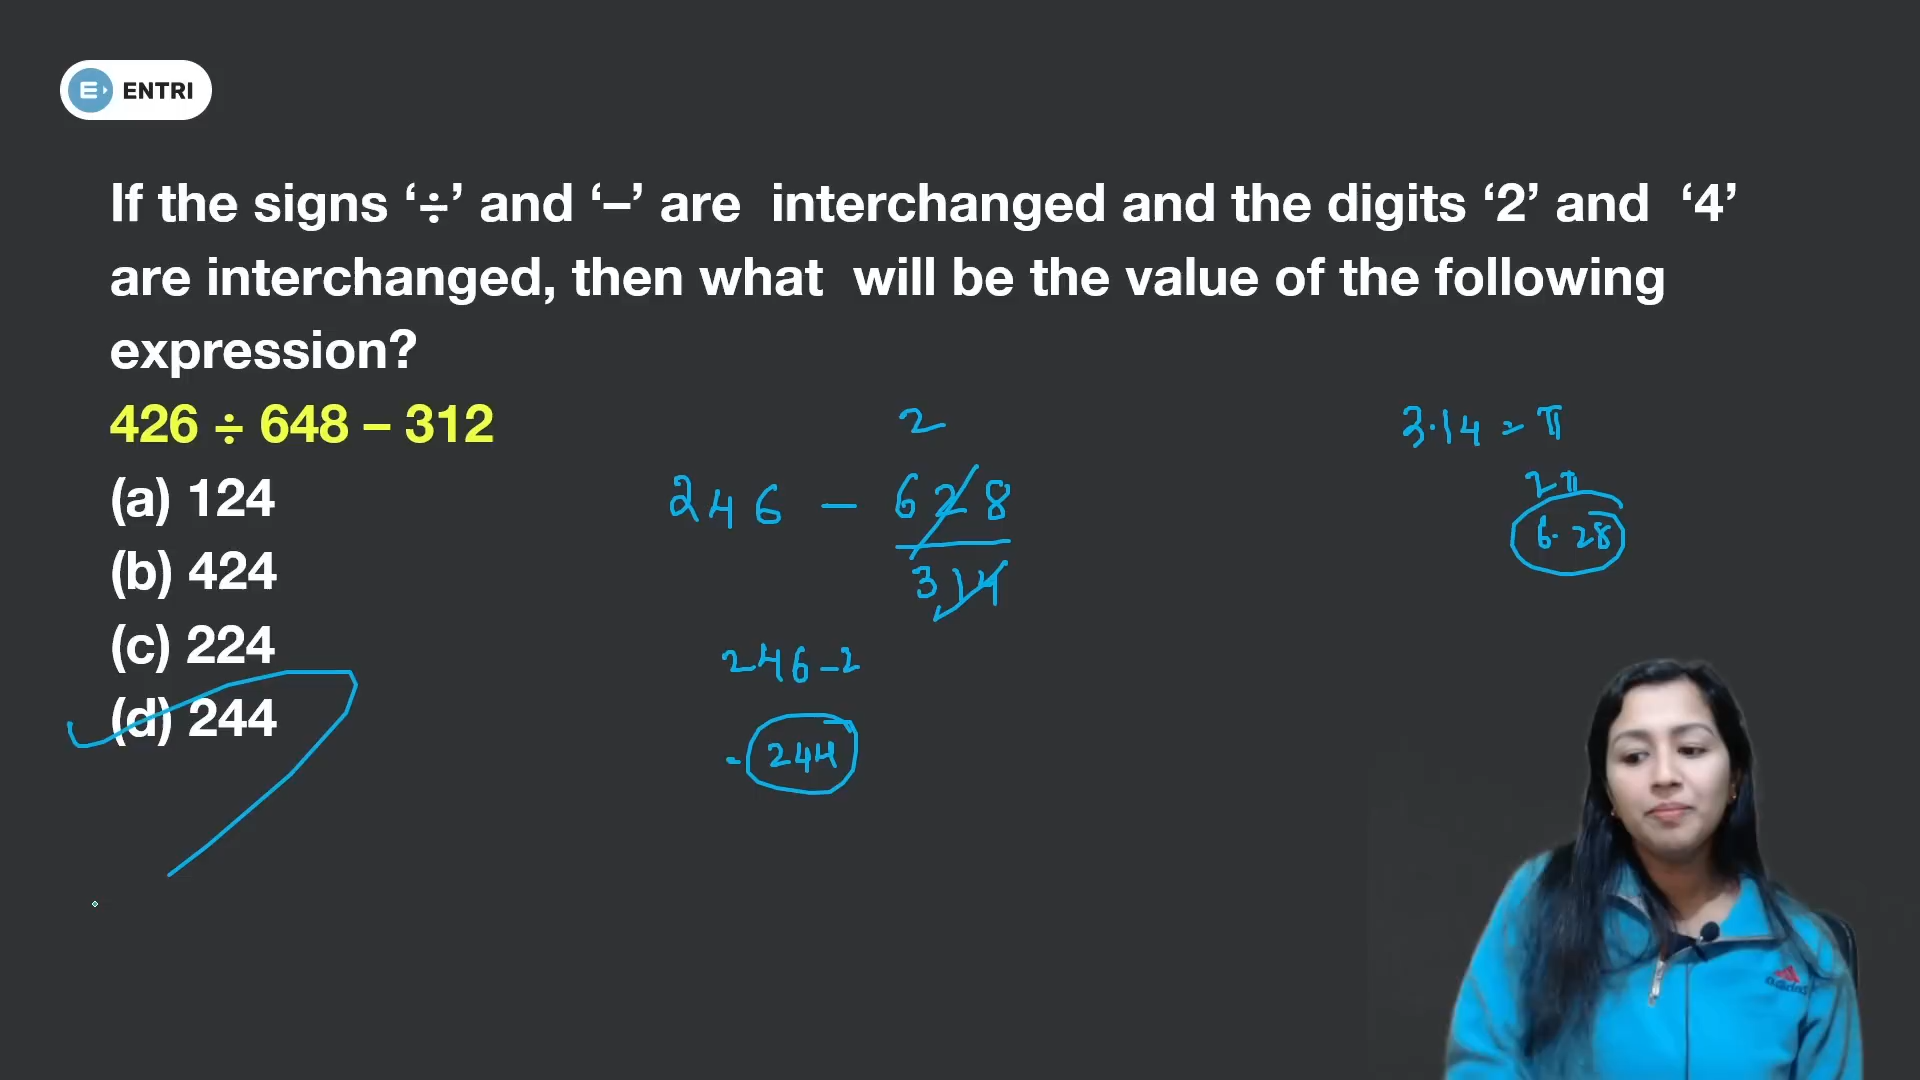 ENTRI
If the signs ‘÷’ and ‘–’ are interchanged and the digits ‘2’ and ‘4’
are interchanged, then what will be the value of the following
expression?
426 ÷ 648 – 312
(a) 124
(b) 424
(c) 224
(d) 244
2
246 – 628
314
246 – 2
= 244
3.14 = π
2π
6.28
adidas